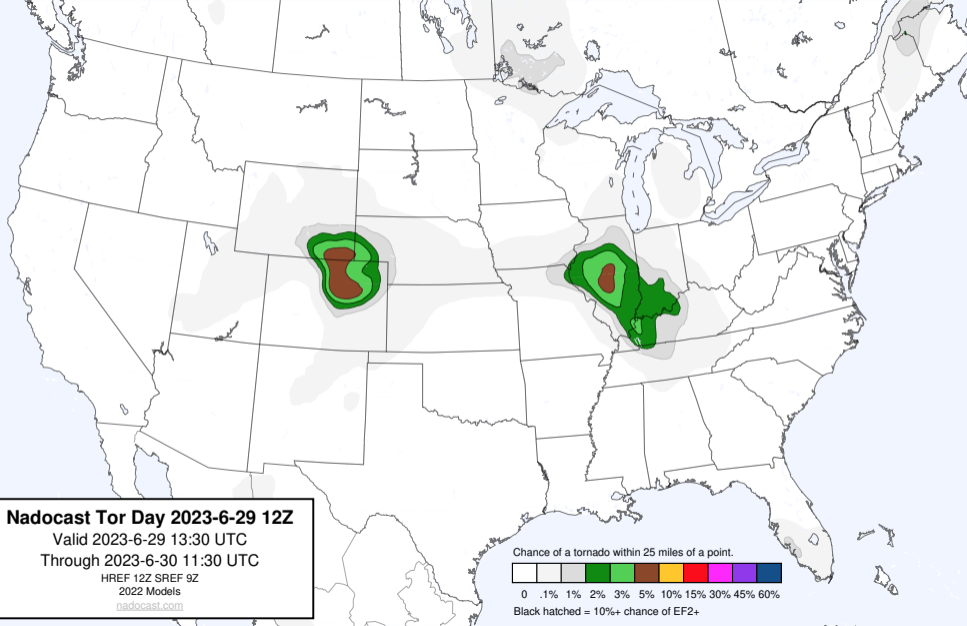 Nadocast Tor Day 2023-6-29 12Z
Valid 2023-6-29 13:30 UTC
Through 2023-6-30 11:30 UTC
HREF 12Z SREF 9Z
2022 Models
nadocast.com
Chance of a tornado within 25 miles of a point.
0 .1% 1% 2% 3% 5% 10% 15% 30% 45% 60%
Black hatched = 10%+ chance of EF2+